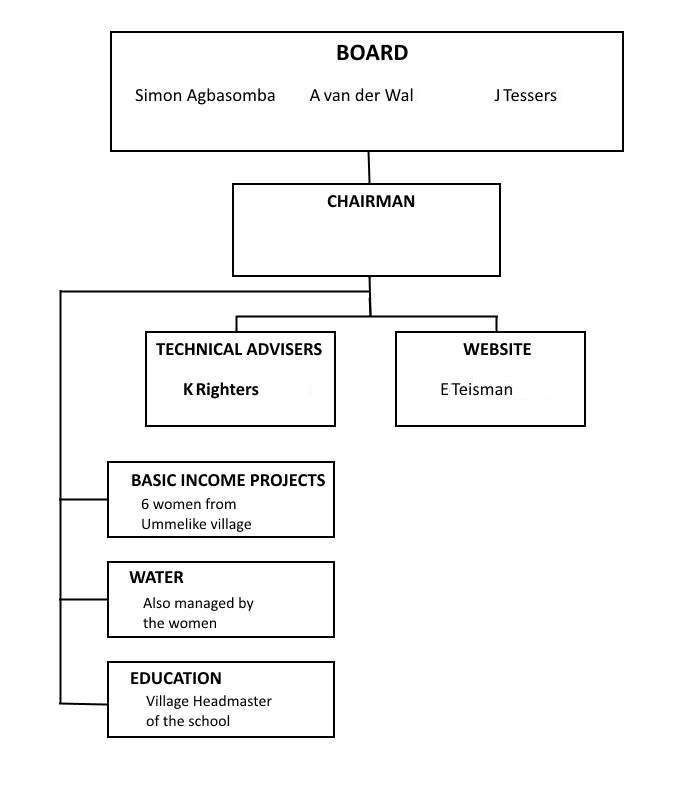 BOARD
Simon Agbasomba A van der Wal J Tessers
CHAIRMAN
TECHNICAL ADVISERS WEBSITE
K Righters E Teisman
BASIC INCOME PROJECTS
6 women from
Ummelike village
WATER
Also managed by
the women
EDUCATION
Village Headmaster
of the school